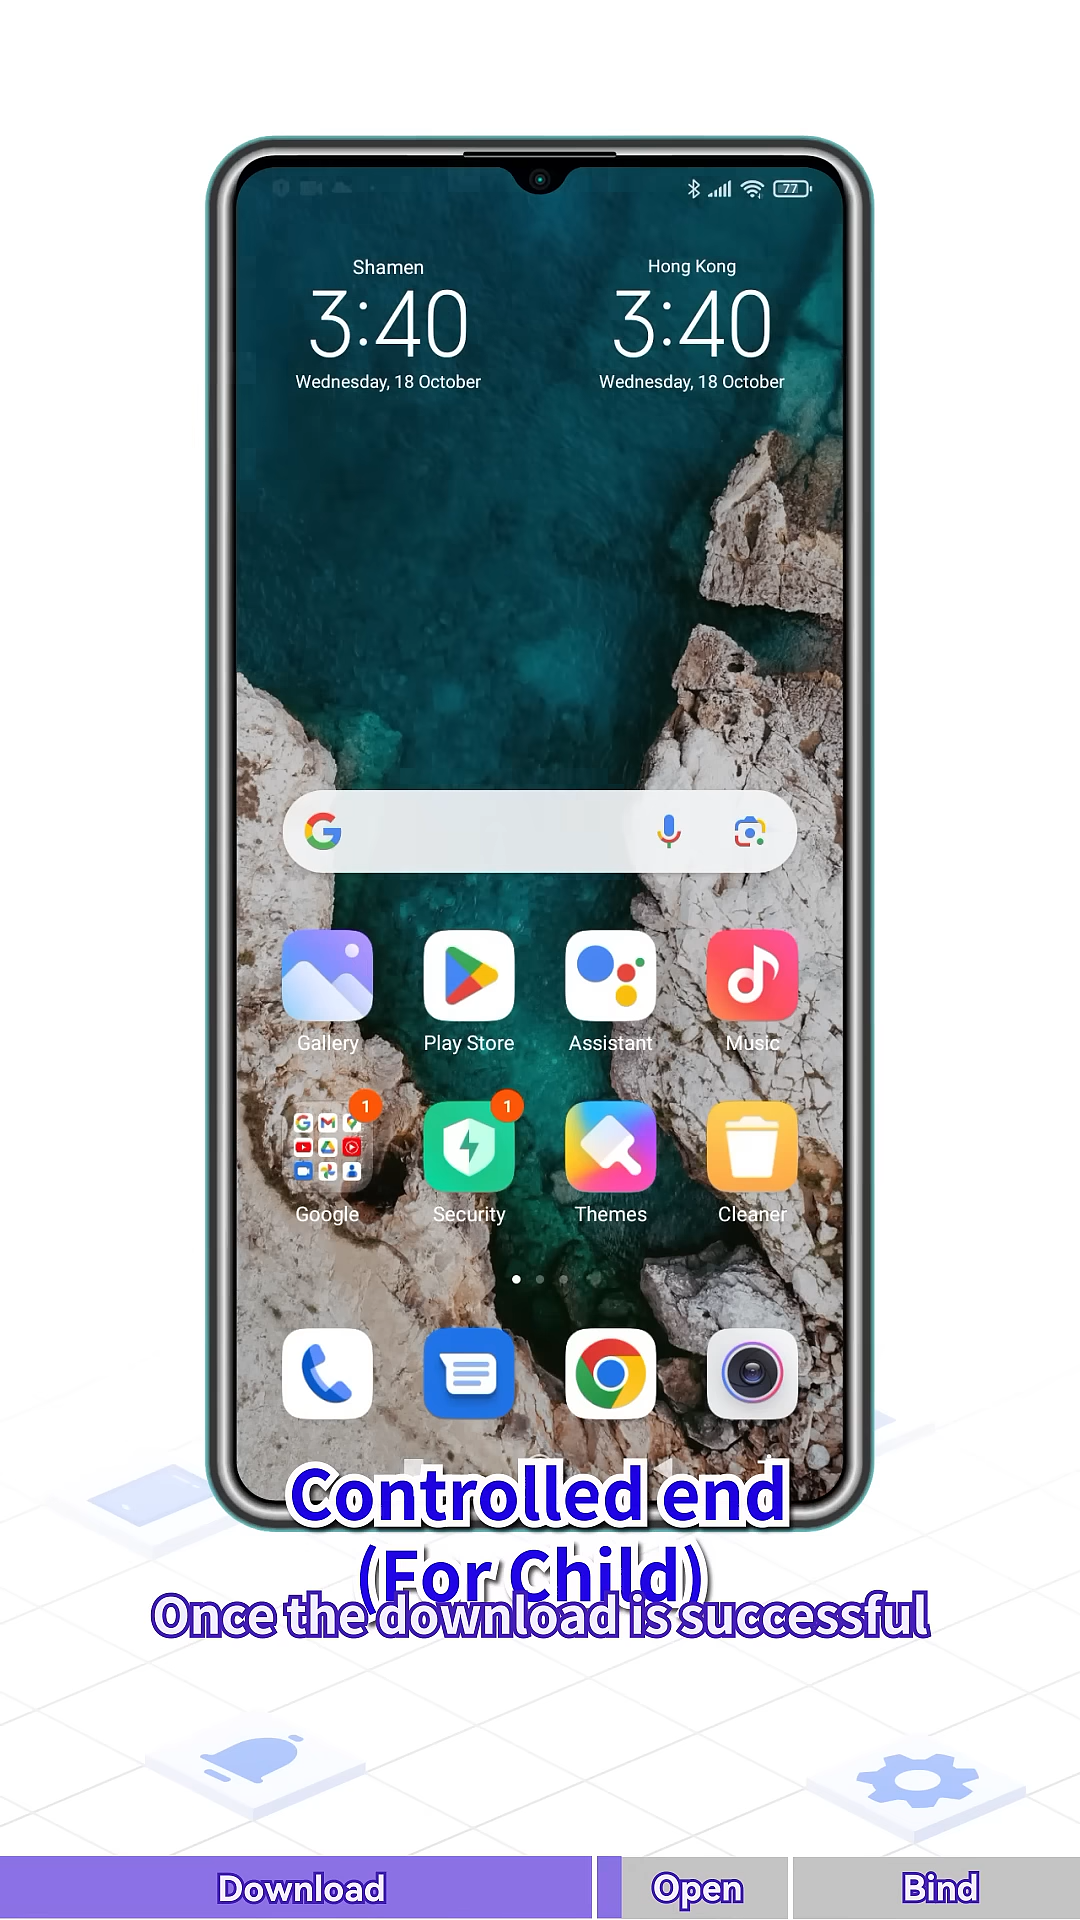 77
Shamen
3:40
Wednesday, 18 October
Hong Kong
3:40
Wednesday, 18 October
Gallery
Play Store
Assistant
Music
1
1
Google
Security
Themes
Cleaner
Controlled end
(For Child)
Once the download is successful
Download
Open
Bind